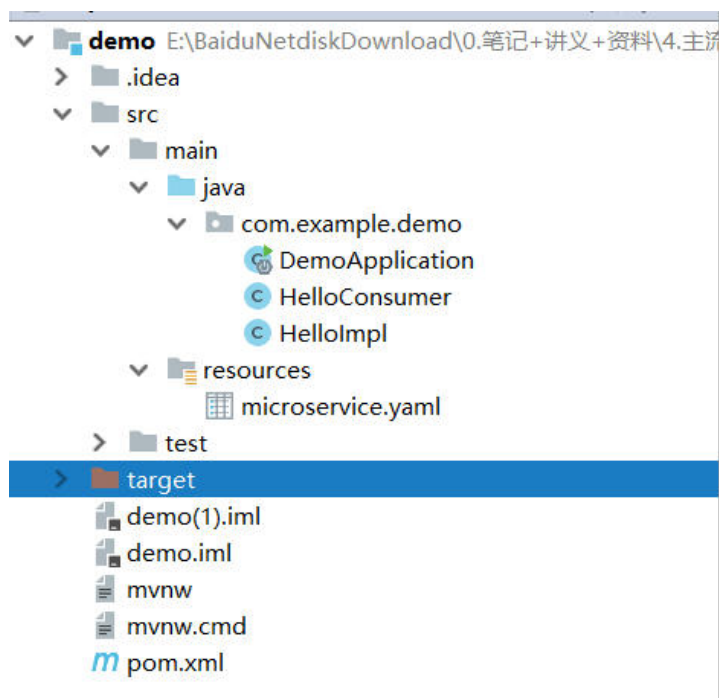 demo E:\BaiduNetdiskDownload\0.笔记+讲义+资料\4.主流
.idea
src
main
java
com.example.demo
DemoApplication
HelloConsumer
HelloImpl
resources
microservice.yaml
test
target
demo(1).iml
demo.iml
mvnw
mvnw.cmd
pom.xml